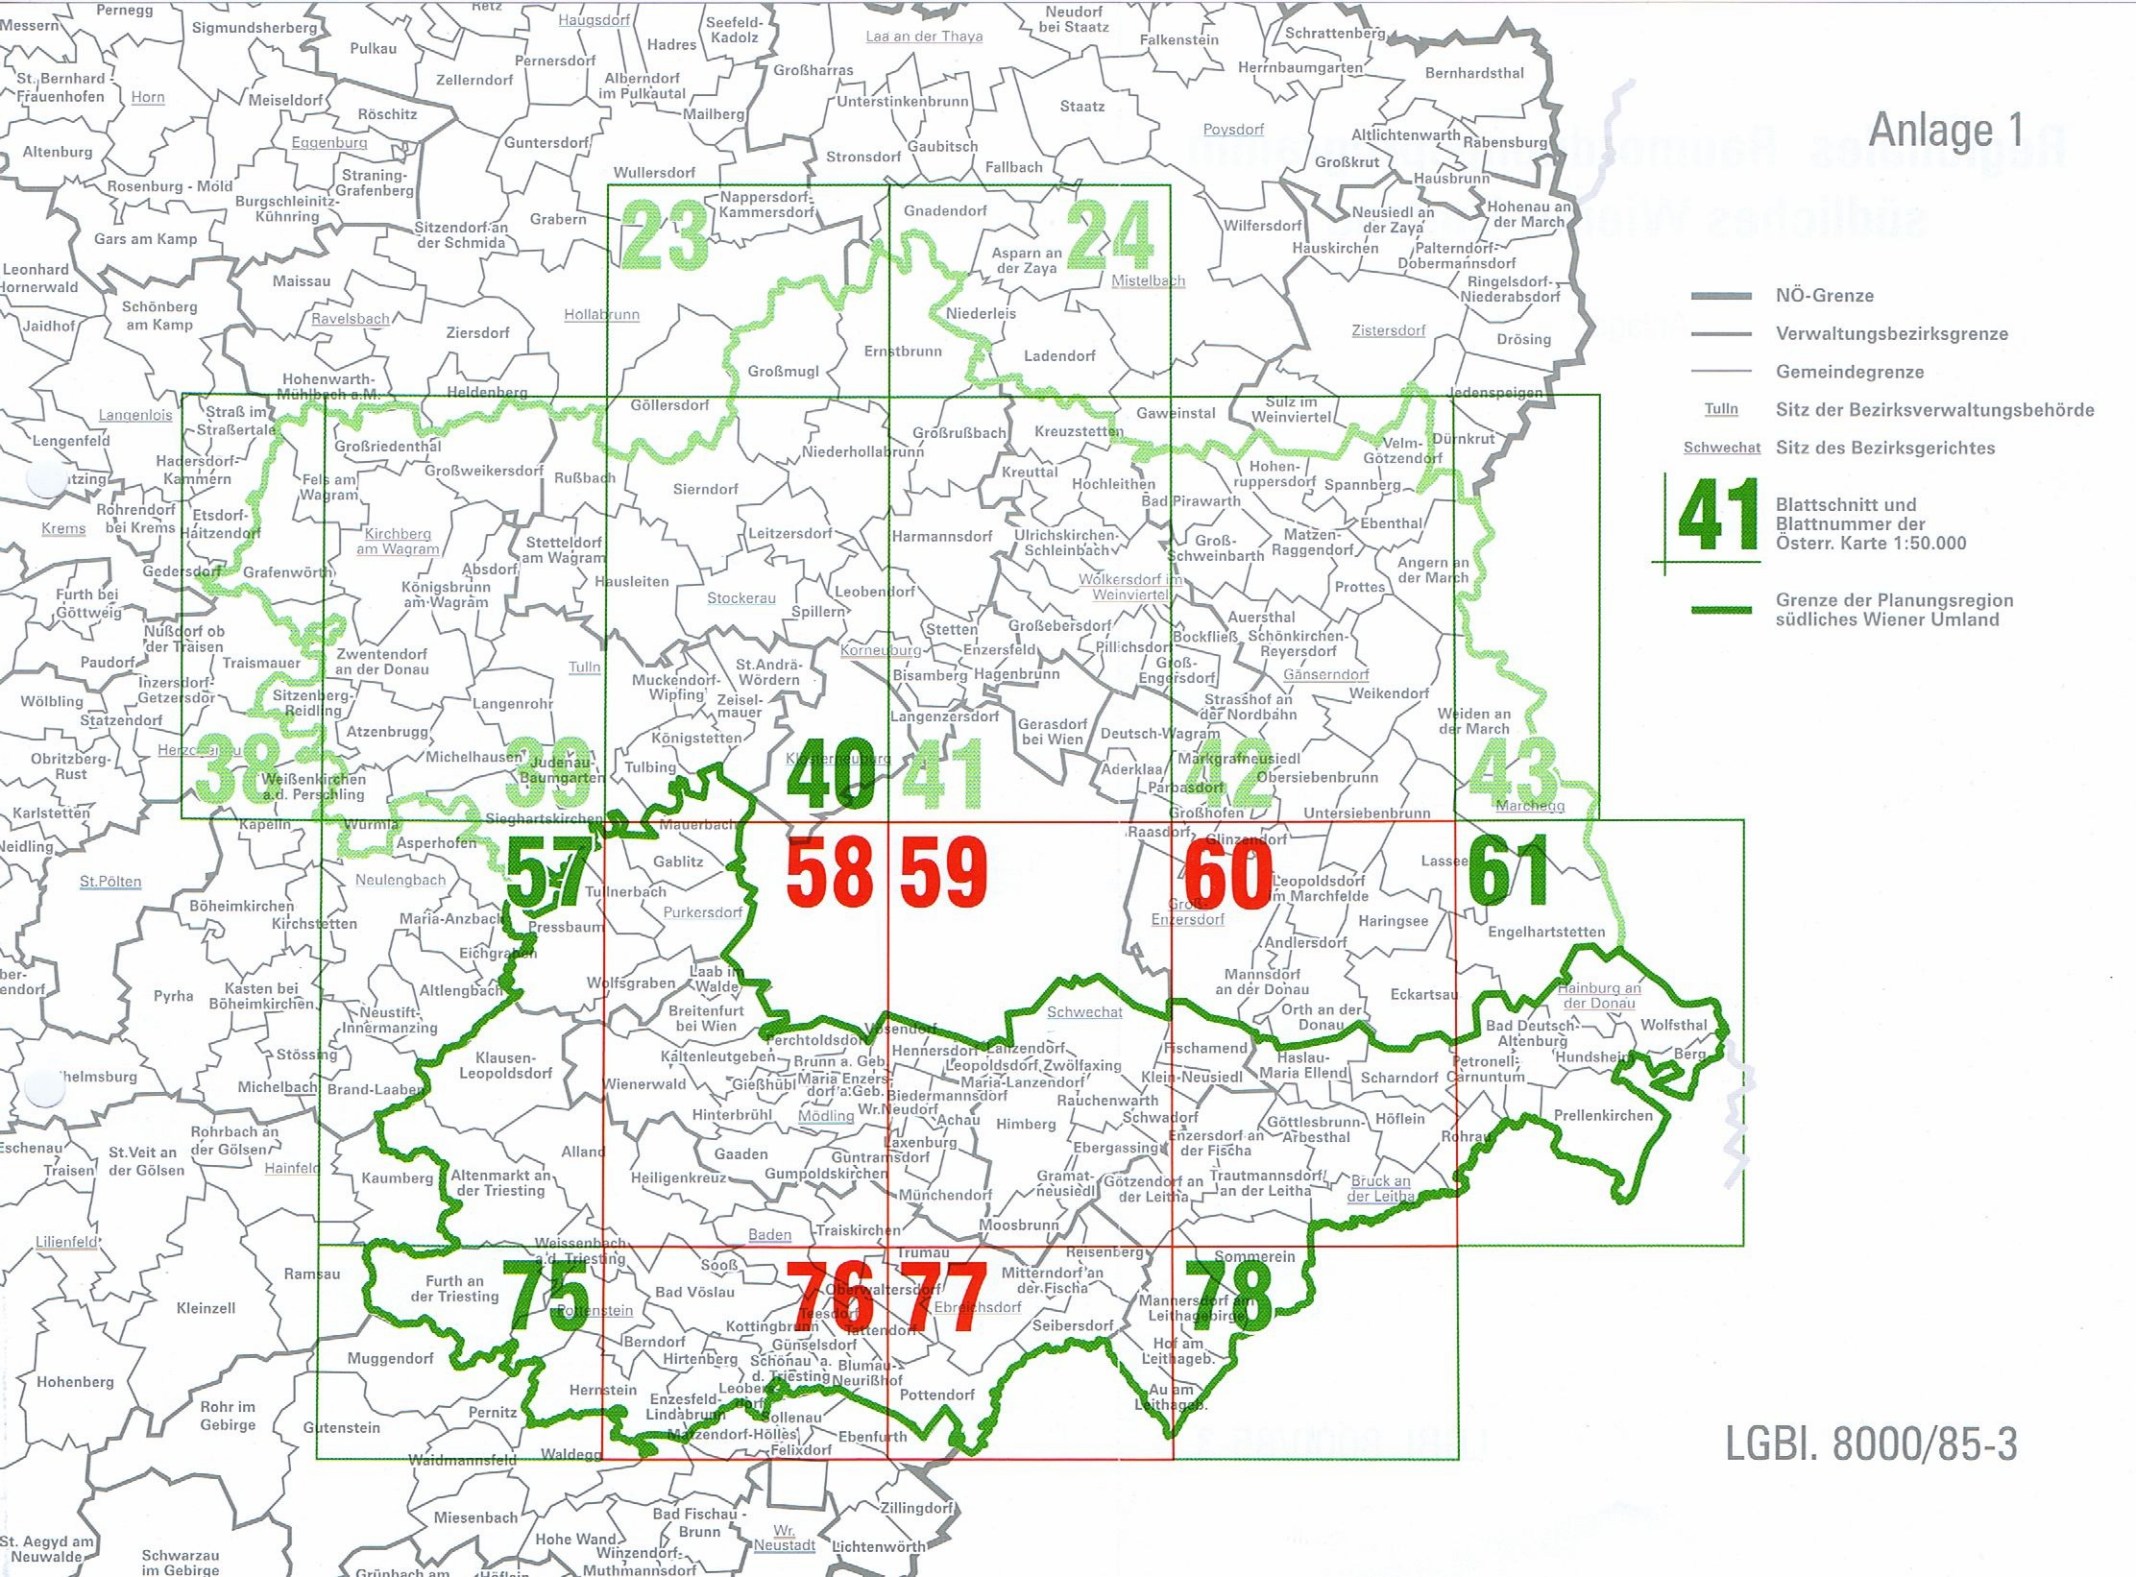 Pernegg
Retz
Haugsdorf
Seefeld-
Kadolz
Neudorf
bei Staatz
Messern
Sigmundsherberg
Pulkau
Hadres
Laa an der Thaya
Falkenstein
Schrattenberg
Pernersdorf
Großharras
Herrnbaumgarten
Bernhardsthal
St. Bernhard-
Frauenhofen
Horn
Meiseldorf
Zellerndorf
Alberndorf
im Pulkautal
Unterstinkenbrunn
Staatz
Röschitz
Mailberg
Poysdorf
Altlichtenwarth
Rabensburg
Anlage 1
Altenburg
Eggenburg
Guntersdorf
Stronsdorf
Gaubitsch
Fallbach
Großkrut
Hausbrunn
Rosenburg - Mold
Straning-
Grafenberg
Wullersdorf
Burgschleinitz-
Kühnring
Nappersdorf-
Kammersdorf
Gnadendorf
Neusiedl an
der Zaya
Hohenau an
der March
Gars am Kamp
Sitzendorf an
der Schmida
Grabern
23
24
Wilfersdorf
Hauskirchen
Palterndorf-
Dobermannsdorf
Leonhard
Hornerwald
Maissau
Asparn an
der Zaya
Mistelbach
Ringelsdorf-
Niederabsdorf
NÖ-Grenze
Schönberg
am Kamp
Jaidhof
Ravelsbach
Ziersdorf
Hollabrunn
Niederleis
Zistersdorf
Drösing
Verwaltungsbezirksgrenze
Ernstbrunn
Ladendorf
Großmugl
Gemeindegrenze
Hohenwarth-
Mühlbach a.M.
Heldenberg
Jedenspeigen
Langenlois
Straß im
Straßertale
Göllersdorf
Gaweinstal
Sulz im
Weinviertel
Tulln
Sitz der Bezirksverwaltungsbehörde
Lengenfeld
Großriedenthal
Niederhollabrunn
Großrußbach
Kreuzstetten
Velm-
Götzendorf
Dürnkrut
Schwechat
Sitz des Bezirksgerichtes
Hadersdorf-
Kammern
Fels am
Wagram
Großweikersdorf
Rußbach
Sierndorf
Kreuttal
Hochleithen
Hohen-
ruppersdorf
Spannberg
Bad Pirawarth
41
Blattschnitt und
Blattnummer der
Österr. Karte 1:50.000
Rohrendorf
bei Krems
Krems
Etsdorf-
Haitzendorf
Kirchberg
am Wagram
Stetteldorf
am Wagram
Leitzersdorf
Harmannsdorf
Ulrichskirchen-
Schleinbach
Groß-
Schweinbarth
Matzen-
Raggendorf
Ebenthal
Angern an
der March
Gedersdorf
Grafenwörth
Absdorf
Königsbrunn
am Wagram
Hausleiten
Stockerau
Spillern
Leobendorf
Wolkersdorf im
Weinviertel
Prottes
Grenze der Planungsregion
südliches Wiener Umland
Furth bei
Göttweig
Nußdorf ob
der Traisen
Stetten
Großebersdorf
Auersthal
Bockfließ
Schönkirchen-
Reyersdorf
Paudorf
Traismauer
Zwentendorf
an der Donau
Tulln
St.Andrä-
Wördern
Korneuburg
Enzersfeld
Pillichsdorf
Groß-
Engersdorf
Gänserndorf
Inzersdorf-
Getzersdorf
Sitzenberg-
Reidling
Muckendorf-
Wipfing
Zeisel-
mauer
Bisamberg
Hagenbrunn
Weikendorf
Wölbling
Statzendorf
Langenrohr
Strasshof an
der Nordbahn
Weiden an
der March
Atzenbrugg
Königstetten
Langenzersdorf
Gerasdorf
bei Wien
Deutsch-Wagram
Obritzberg-
Rust
38
Michelhausen
39
Judenau-
Baumgarten
Tulbing
Klosterneuburg
40
41
42
43
Aderklaa
Markgrafneusiedl
Obersiebenbrunn
Weißenkirchen
a.d. Perschling
Parbasdorf
Großhofen
Untersiebenbrunn
Marchegg
Karlstetten
Kapelln
Würmla
Sieghartskirchen
Mauerbach
Raasdorf
Glinzendorf
Neidling
Asperhofen
57
58
59
60
61
Gablitz
Lassee
St.Pölten
Neulengbach
Tullnerbach
Leopoldsdorf
im Marchfelde
Böheimkirchen
Kirchstetten
Maria-Anzbach
Pressbaum
Purkersdorf
Groß-
Enzersdorf
Haringsee
Engelhartstetten
Eichgraben
Andlersdorf
Pyrha
Kasten bei
Böheimkirchen
Altlengbach
Wolfsgraben
Laab im
Walde
Mannsdorf
an der Donau
Eckartsau
Hainburg an
der Donau
Neustift-
Innermanzing
Breitenfurt
bei Wien
Schwechat
Orth an der
Donau
Bad Deutsch-
Altenburg
Wolfsthal
Stössing
Klausen-
Leopoldsdorf
Perchtoldsdorf
Vösendorf
Kaltenleutgeben
Brunn a. Geb.
Hennersdorf
Lanzendorf
Leopoldsdorf
Zwölfaxing
Fischamend
Haslau-
Maria Ellend
Petronell-
Carnuntum
Hundsheim
Berg
Michelbach
Brand-Laaben
Wienerwald
Gießhübl
Maria Enzers-
dorf a.Geb.
Maria-Lanzendorf
Biedermannsdorf
Klein-Neusiedl
Scharndorf
Rauchenwarth
Hinterbrühl
Mödling
Wr.Neudorf
Achau
Himberg
Schwadorf
Göttlesbrunn-
Arbesthal
Höflein
Prellenkirchen
Eschenau
St.Veit an
der Gölsen
Rohrbach an
der Gölsen
Hainfeld
Traisen
Alland
Gaaden
Laxenburg
Guntramsdorf
Ebergassing
Enzersdorf an
der Fischa
Rohrau
Kaumberg
Altenmarkt an
der Triesting
Heiligenkreuz
Gumpoldskirchen
Münchendorf
Gramat-
neusiedl
Götzendorf an
der Leitha
Trautmannsdorf
an der Leitha
Bruck an
der Leitha
Lilienfeld
Weissenbach
a.d. Triesting
Baden
Traiskirchen
Moosbrunn
Ramsau
Furth an
der Triesting
75
Sooß
Trumau
Reisenberg
Sommerein
Kleinzell
Pottenstein
Bad Vöslau
76
77
78
Oberwaltersdorf
Teesdorf
Ebreichsdorf
Mitterndorf an
der Fischa
Mannersdorf am
Leithagebirge
Kottingbrunn
Tattendorf
Seibersdorf
Berndorf
Günselsdorf
Hof am
Leithageb.
Muggendorf
Hirtenberg
Schönau a.
d. Triesting
Blumau-
Neurißhof
Hohenberg
Hernstein
Leobers-
dorf
Pottendorf
Au am
Leithageb.
Rohr im
Gebirge
Gutenstein
Pernitz
Enzesfeld-
Lindabrunn
Sollenau
Matzendorf-Hölles
Ebenfurth
Felixdorf
LGBl. 8000/85-3
Waidmannsfeld
Waldegg
Miesenbach
Bad Fischau -
Brunn
Zillingdorf
St. Aegyd am
Neuwalde
Schwarzau
im Gebirge
Hohe Wand
Winzendorf-
Muthmannsdorf
Wr.
Neustadt
Lichtenwörth
Grünbach am
Höflein